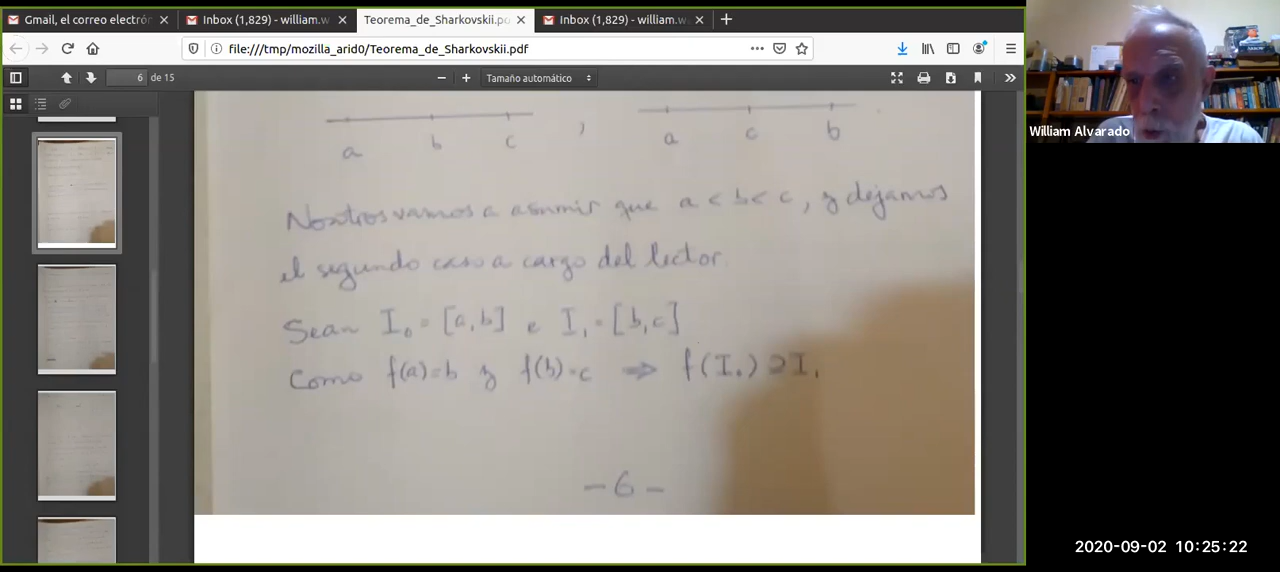 Gmail, el correo electrón
Inbox (1,829) - william.w
Teorema_de_Sharkovskii.pd
Inbox (1,829) - william.w
file:///tmp/mozilla_arid0/Teorema_de_Sharkovskii.pdf
6 de 15
Tamaño automático
a b c , a c b
Nosotros vamos a asumir que a < b < c, y dejamos
el segundo caso a cargo del lector
Sean I₀ = [a, b] e I₁ = [b, c]
Como f(a)=b y f(b)=c ⇒ f(I₀) ⊇ I₁
-6-
William Alvarado
2020-09-02 10:25:22